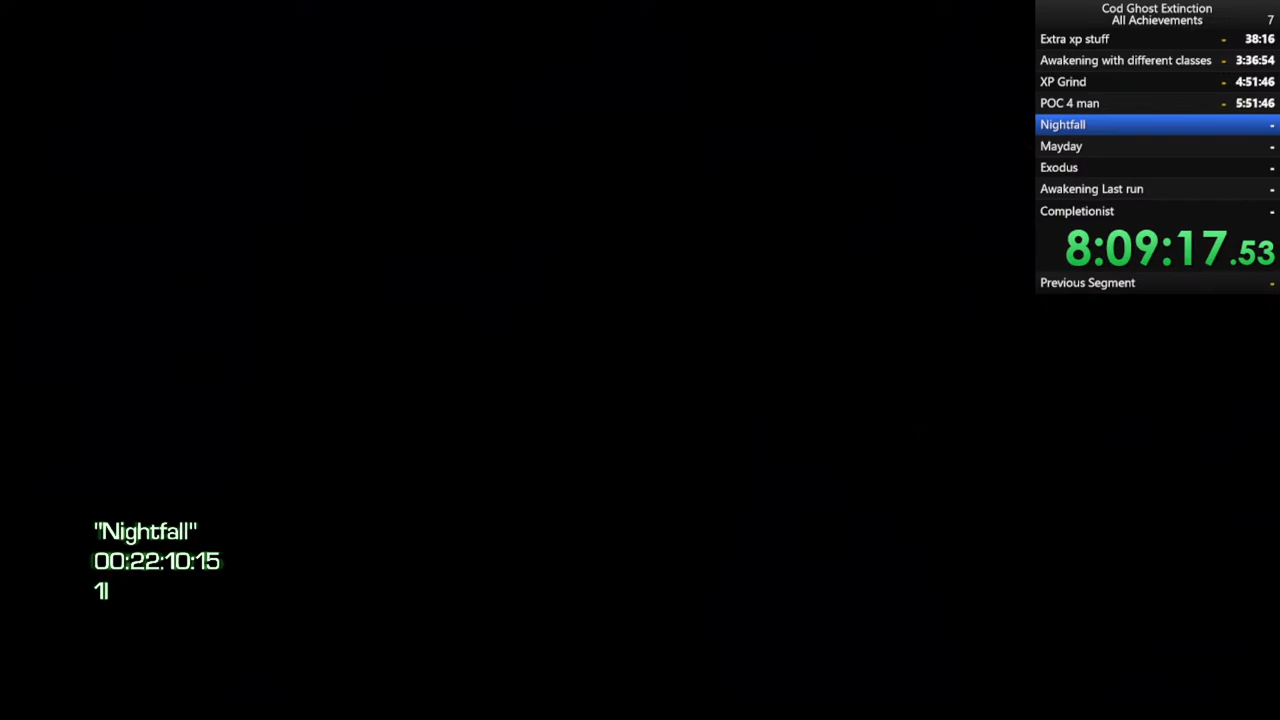 Cod Ghost Extinction
All Achievements 7
Extra xp stuff - 38:16
Awakening with different classes - 3:36:54
XP Grind - 4:51:46
POC 4 man - 5:51:46
Nightfall -
Mayday -
Exodus -
Awakening Last run -
Completionist -
8:09:17.53
Previous Segment -
"Nightfall"
00:22:10:15
1l